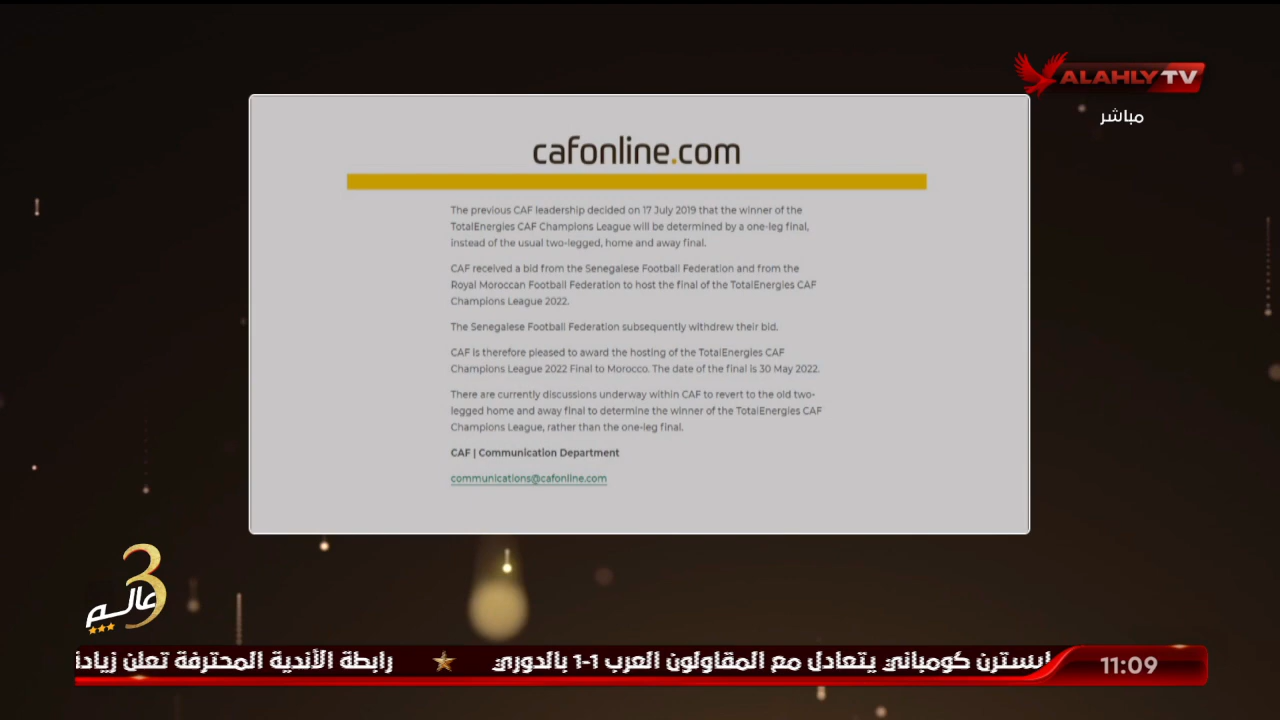 ALAHLY TV
مباشر
cafonline.com
The previous CAF leadership decided on 17 July 2019 that the winner of the
TotalEnergies CAF Champions League will be determined by a one-leg final,
instead of the usual two-legged, home and away final.
CAF received a bid from the Senegalese Football Federation and from the
Royal Moroccan Football Federation to host the final of the TotalEnergies CAF
Champions League 2022.
The Senegalese Football Federation subsequently withdrew their bid.
CAF is therefore pleased to award the hosting of the TotalEnergies CAF
Champions League 2022 Final to Morocco. The date of the final is 30 May 2022.
There are currently discussions underway within CAF to revert to the old two-
legged home and away final to determine the winner of the TotalEnergies CAF
Champions League, rather than the one-leg final.
CAF | Communication Department
communications@cafonline.com
3
عالم
إيسترن كومباني يتعادل مع المقاولون العرب 1-1 بالدوري ★ رابطة الأندية المحترفة تعلن
11:09